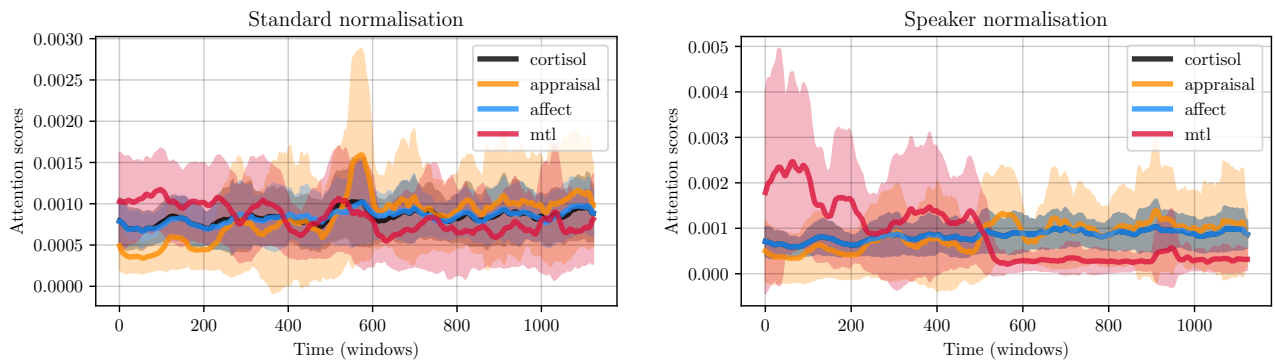 Standard normalisation
0.0030
0.0025
0.0020
0.0015
0.0010
0.0005
0.0000
Attention scores
cortisol
appraisal
affect
mtl
0 200 400 600 800 1000
Time (windows)
Speaker normalisation
0.005
0.004
0.003
0.002
0.001
0.000
Attention scores
cortisol
appraisal
affect
mtl
0 200 400 600 800 1000
Time (windows)